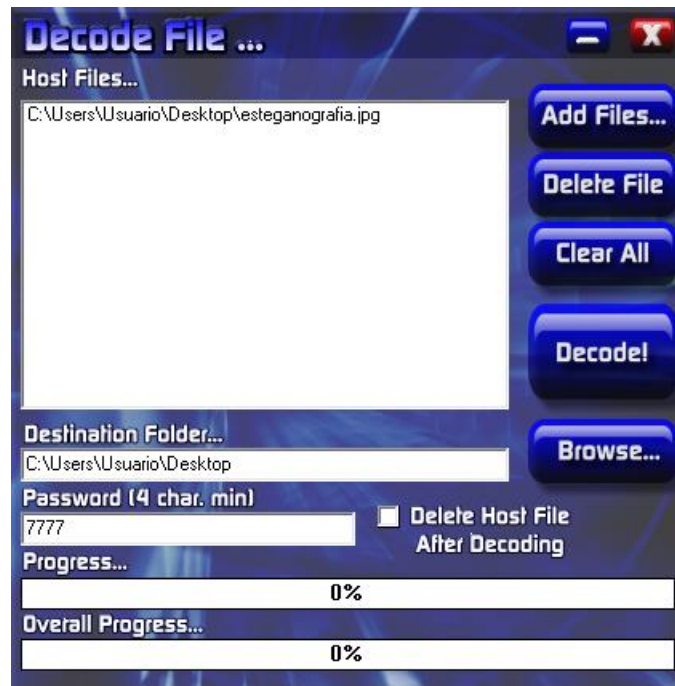 Decode File ...
X
Host Files...
C:\Users\Usuario\Desktop\esteganografia.jpg
Add Files...
Delete File
Clear All
Decode!
Destination Folder...
C:\Users\Usuario\Desktop
Browse...
Password (4 char. min)
7777
Delete Host File
After Decoding
Progress...
0%
Overall Progress...
0%